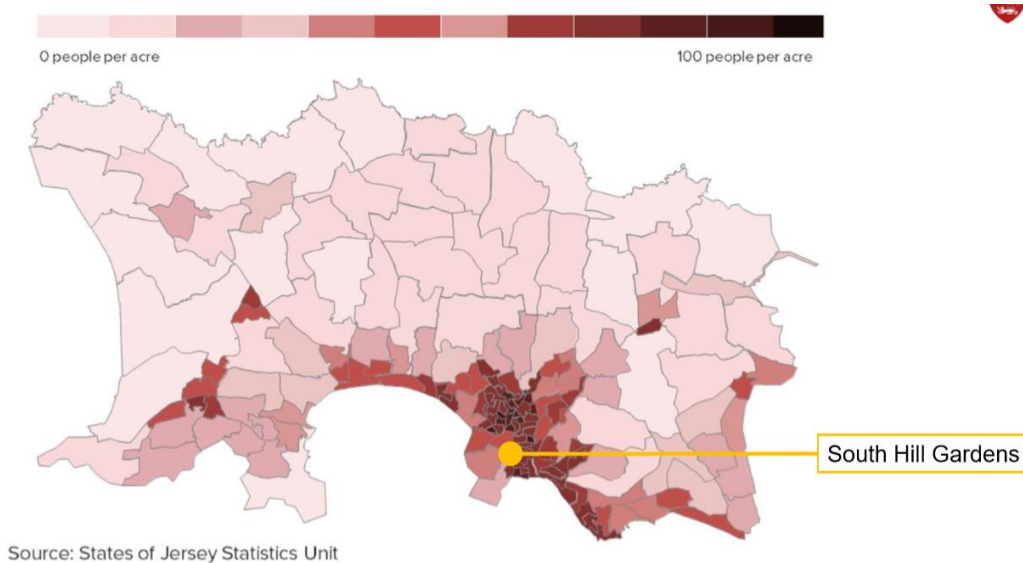 0 people per acre
100 people per acre
South Hill Gardens
Source: States of Jersey Statistics Unit